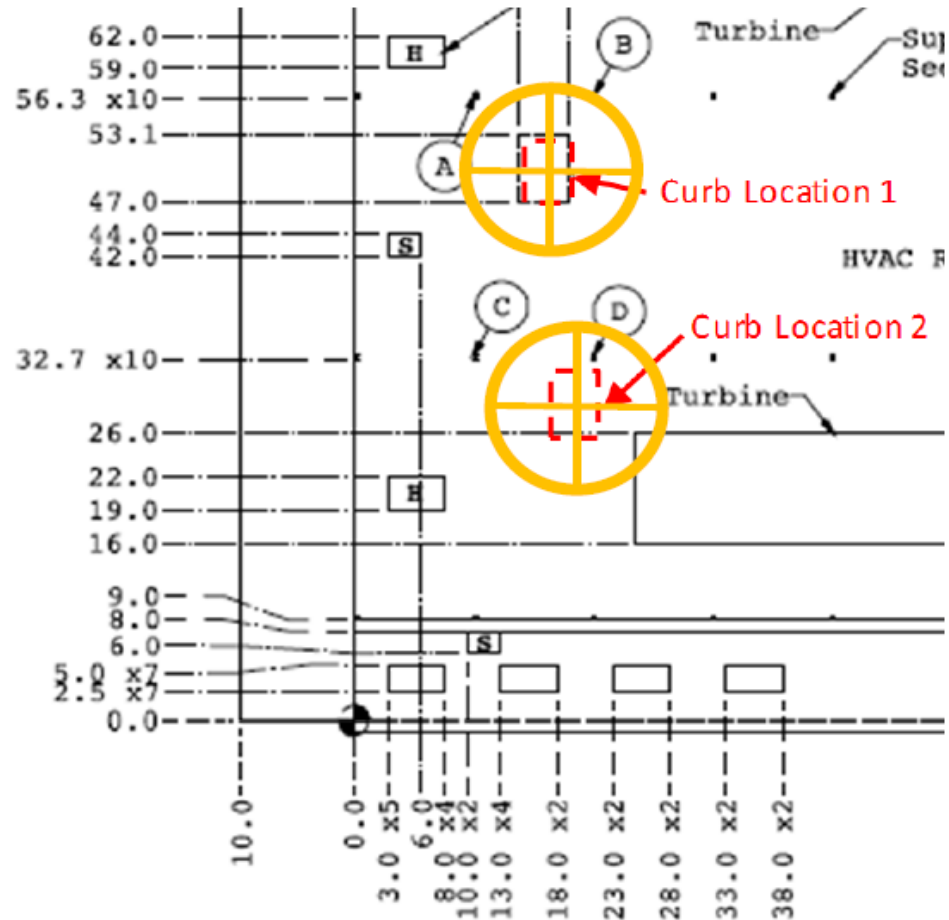 62.0
H
B
Turbine
Sup
59.0
See
56.3 x10
53.1
A
Curb Location 1
47.0
44.0
S
42.0
HVAC R
C
D
Curb Location 2
32.7 x10
Turbine
26.0
22.0
H
19.0
16.0
9.0
8.0
6.0
S
5.0 x7
2.5 x7
0.0
10.0
0.0
3.0 x5
6.0
8.0 x4
10.0 x2
13.0 x4
18.0 x2
23.0 x2
28.0 x2
33.0 x2
38.0 x2